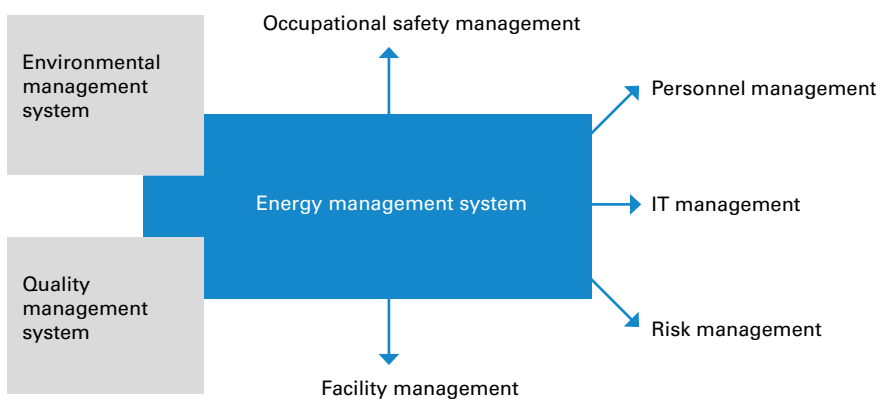 Occupational safety management
Environmental
management
system
Personnel management
Energy management system
IT management
Quality
management
system
Risk management
Facility management